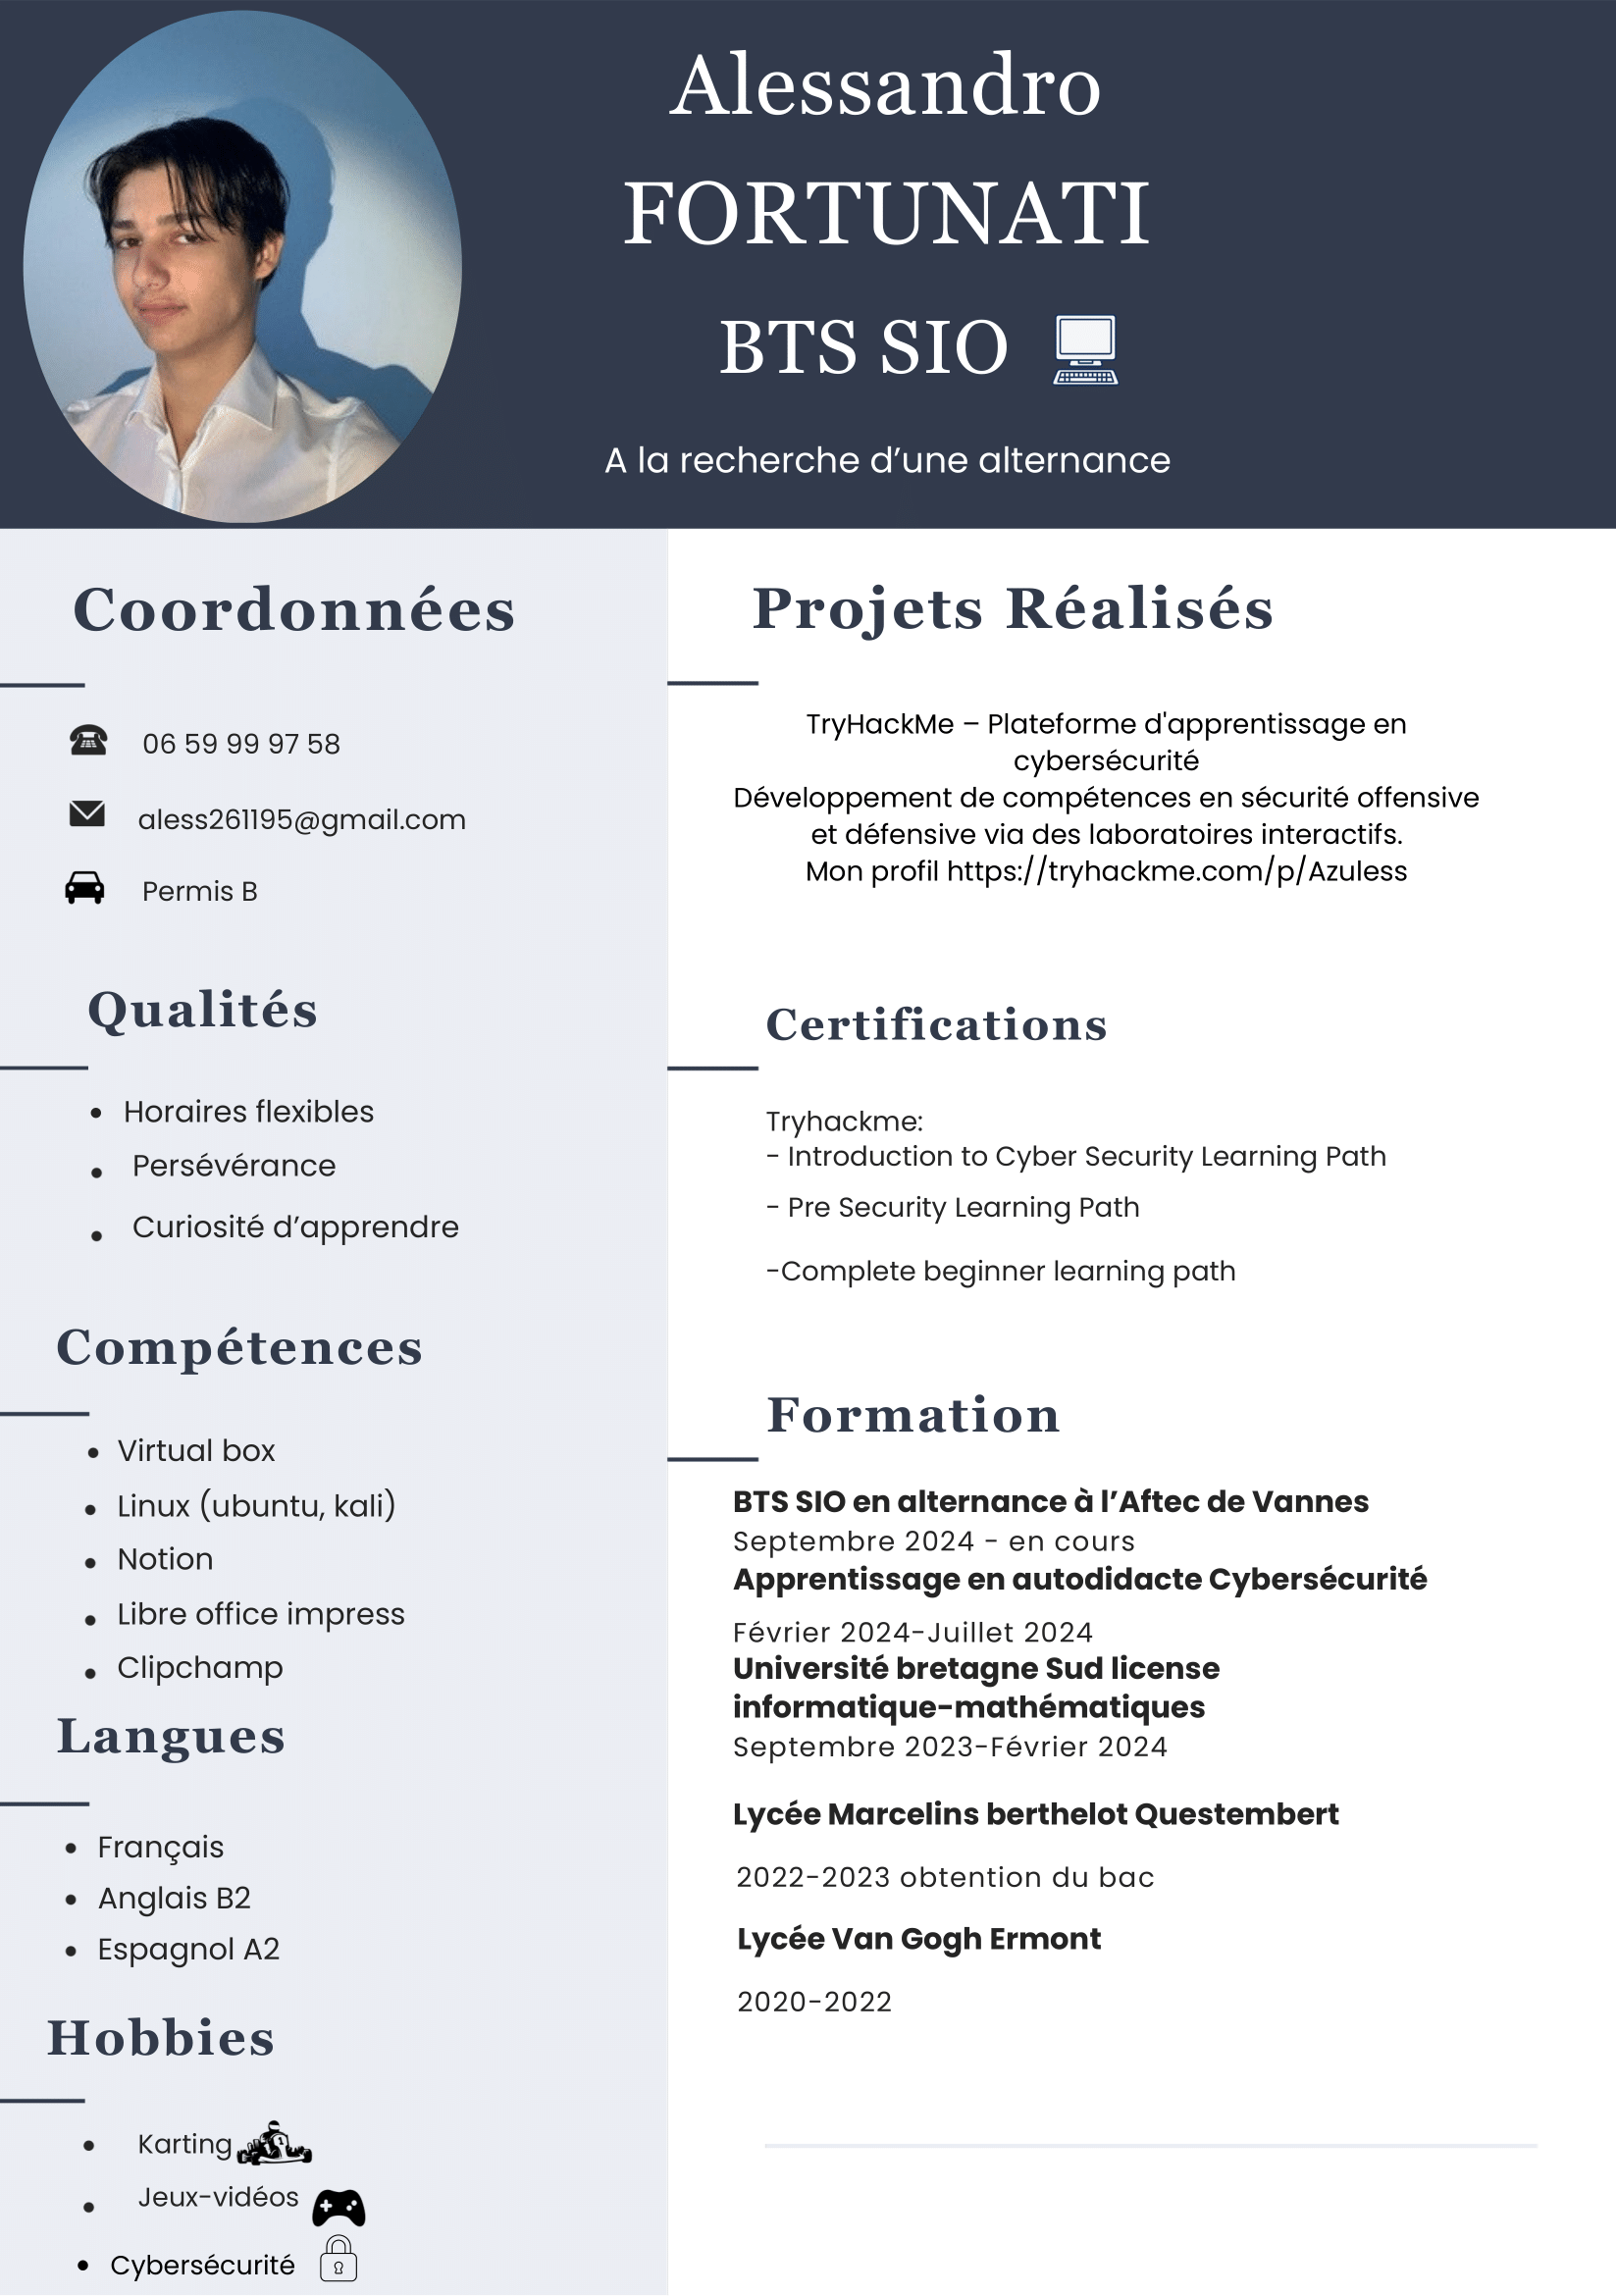 Alessandro
FORTUNATI
BTS SIO
A la recherche d’une alternance
Coordonnées
06 59 99 97 58
aless261195@gmail.com
Permis B
Qualités
• Horaires flexibles
• Persévérance
• Curiosité d’apprendre
Compétences
• Virtual box
• Linux (ubuntu, kali)
• Notion
• Libre office impress
• Clipchamp
Langues
• Français
• Anglais B2
• Espagnol A2
Hobbies
• Karting
• Jeux-vidéos
• Cybersécurité
Projets Réalisés
TryHackMe – Plateforme d'apprentissage en
cybersécurité
Développement de compétences en sécurité offensive
et défensive via des laboratoires interactifs.
Mon profil https://tryhackme.com/p/Azuless
Certifications
Tryhackme:
- Introduction to Cyber Security Learning Path
- Pre Security Learning Path
-Complete beginner learning path
Formation
BTS SIO en alternance à l’Aftec de Vannes
Septembre 2024 - en cours
Apprentissage en autodidacte Cybersécurité
Février 2024-Juillet 2024
Université bretagne Sud license
informatique-mathématiques
Septembre 2023-Février 2024
Lycée Marcelins berthelot Questembert
2022-2023 obtention du bac
Lycée Van Gogh Ermont
2020-2022